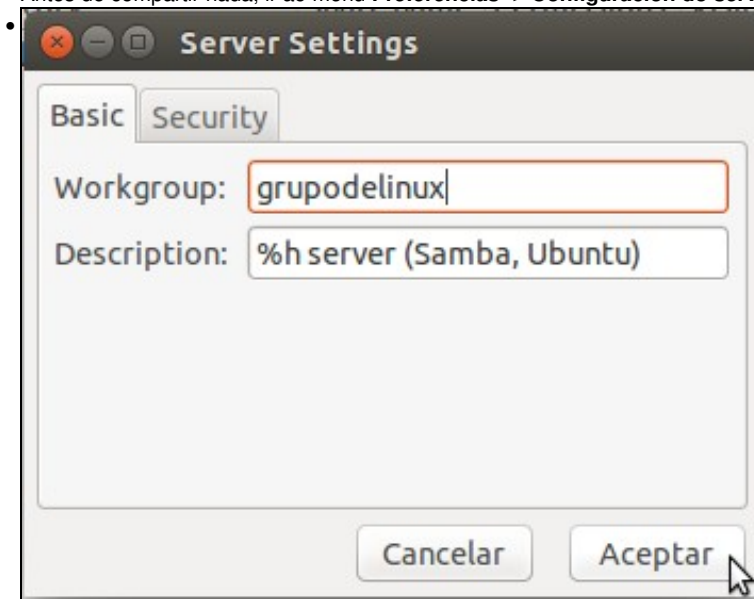 Server Settings
Basic Security
Workgroup: grupodelinux
Description: %h server (Samba, Ubuntu)
Cancelar Aceptar